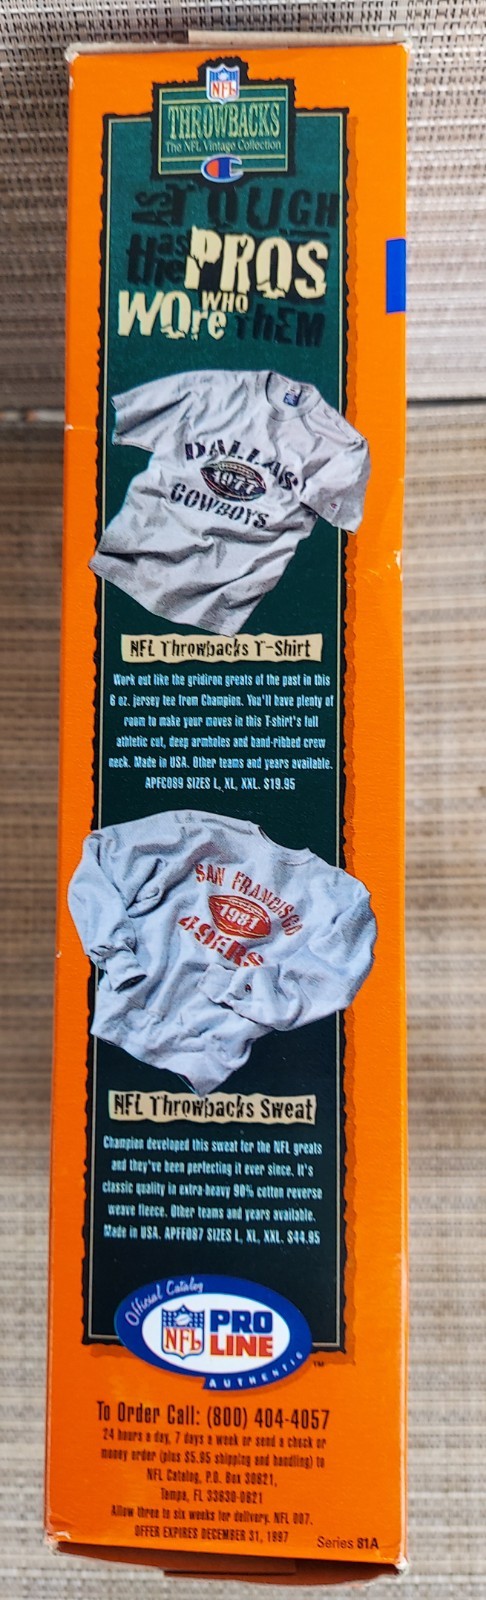 NFL
THROWBACKS
The NFL Vintage Collection
AS TOUGH
as
the PROS
WHO
WORe ThEM
DALLAS
1977
COWBOYS
NFL Throwbacks T-Shirt
Work out like the gridiron greats of the past in this
6 oz. jersey tee from Champion. You'll have plenty of
room to make your moves in this T-shirt's full
athletic cut, deep armholes and band-ribbed crew
neck. Made in USA. Other teams and years available.
APFC089 SIZES L, XL, XXL. $19.95
SAN FRANCISCO
1981
49ERS
NFL Throwbacks Sweat
Champion developed this sweat for the NFL greats
and they've been perfecting it ever since. It's
classic quality in extra-heavy 90% cotton reverse
weave fleece. Other teams and years available.
Made in USA. APFF087 SIZES L, XL, XXL. $44.95
Official Catalog
NFL
PRO
LINE
AUTHENTIC
TM
To Order Call: (800) 404-4057
24 hours a day, 7 days a week or send a check or
money order (plus $5.95 shipping and handling) to
NFL Catalog, P.O. Box 30621,
Tampa, FL 33630-0621
Allow three to six weeks for delivery. NFL 007.
OFFER EXPIRES DECEMBER 31, 1997
Series 81A